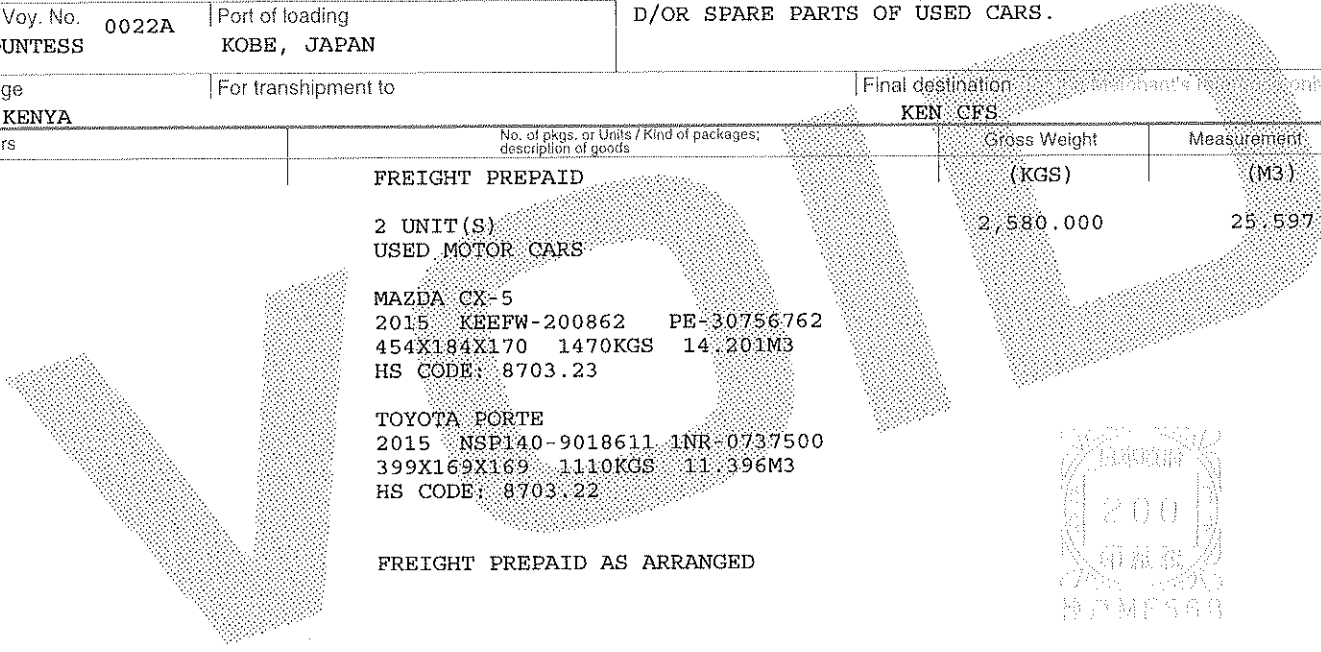 Voy. No. 0022A Port of loading D/OR SPARE PARTS OF USED CARS.
UNTESS KOBE, JAPAN
ge For transhipment to Final destination
KENYA KEN CFS
rs No. of pkgs. or Units / Kind of packages; Gross Weight Measurement
description of goods
FREIGHT PREPAID (KGS) (M3)
2 UNIT(S) 2,580.000 25.597
USED MOTOR CARS
MAZDA CX-5
2015 KEEFW-200862 PE-30756762
454X184X170 1470KGS 14.201M3
HS CODE: 8703.23
TOYOTA PORTE
2015 NSP140-9018611 1NR-0737500
399X169X169 1110KGS 11.396M3
HS CODE: 8703.22
FREIGHT PREPAID AS ARRANGED
VOID
200